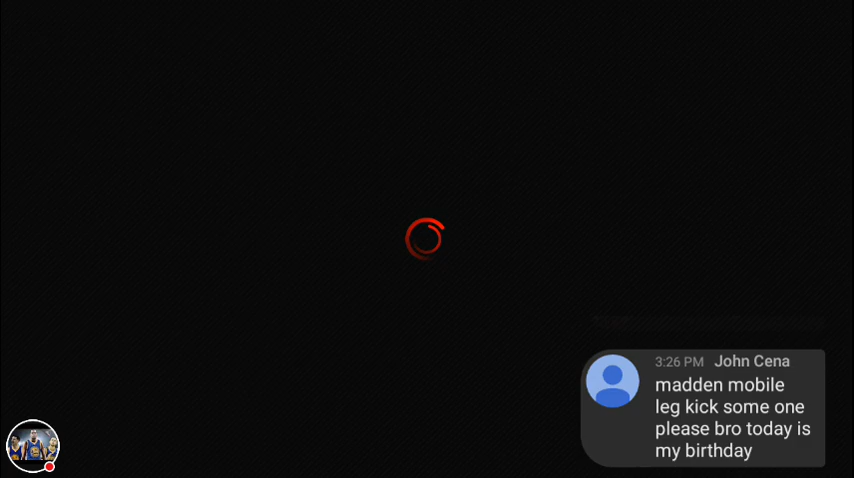 3:26 PM John Cena
madden mobile
leg kick some one
please bro today is
my birthday